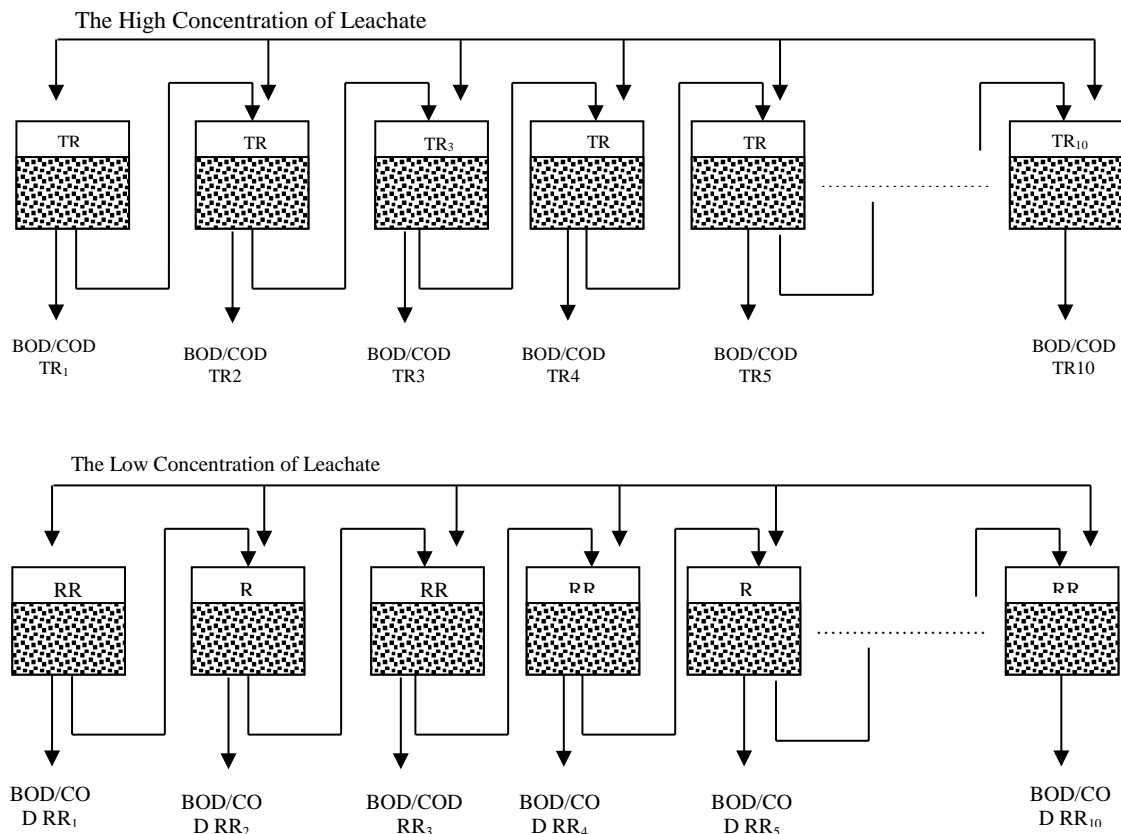 The High Concentration of Leachate
TR TR TR₃ TR TR TR₁₀
BOD/COD BOD/COD BOD/COD BOD/COD BOD/COD BOD/COD
TR₁ TR2 TR3 TR4 TR5 TR10
The Low Concentration of Leachate
RR R RR RR R RR
BOD/CO BOD/CO BOD/COD BOD/CO BOD/CO BOD/CO
D RR₁ D RR₂ RR₃ D RR₄ D RR₅ D RR₁₀